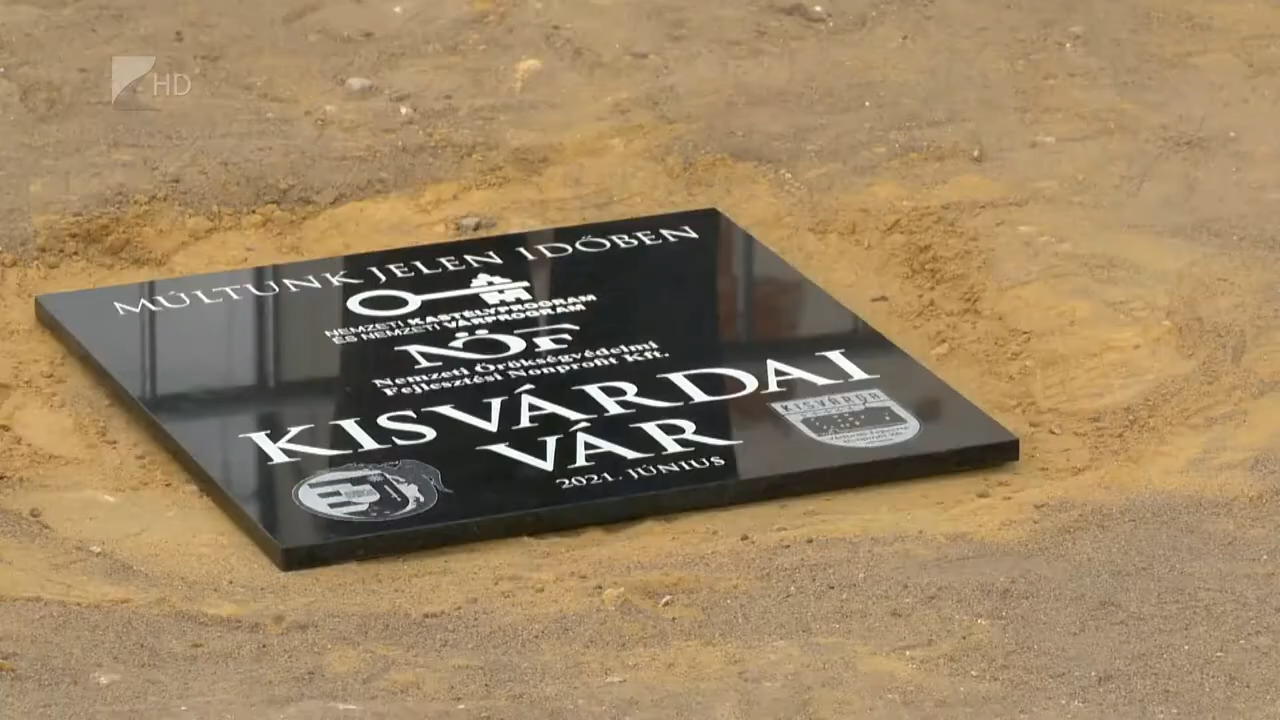 HD
MÚLTUNK JELEN IDŐBEN
NEMZETI KASTÉLYPROGRAM
ÉS NEMZETI VÁRPROGRAM
NÖF
Nemzeti Örökségvédelmi
Fejlesztési Nonprofit Kft.
KISVÁRDAI
VÁR
2021. JÚNIUS
KISVÁRDA